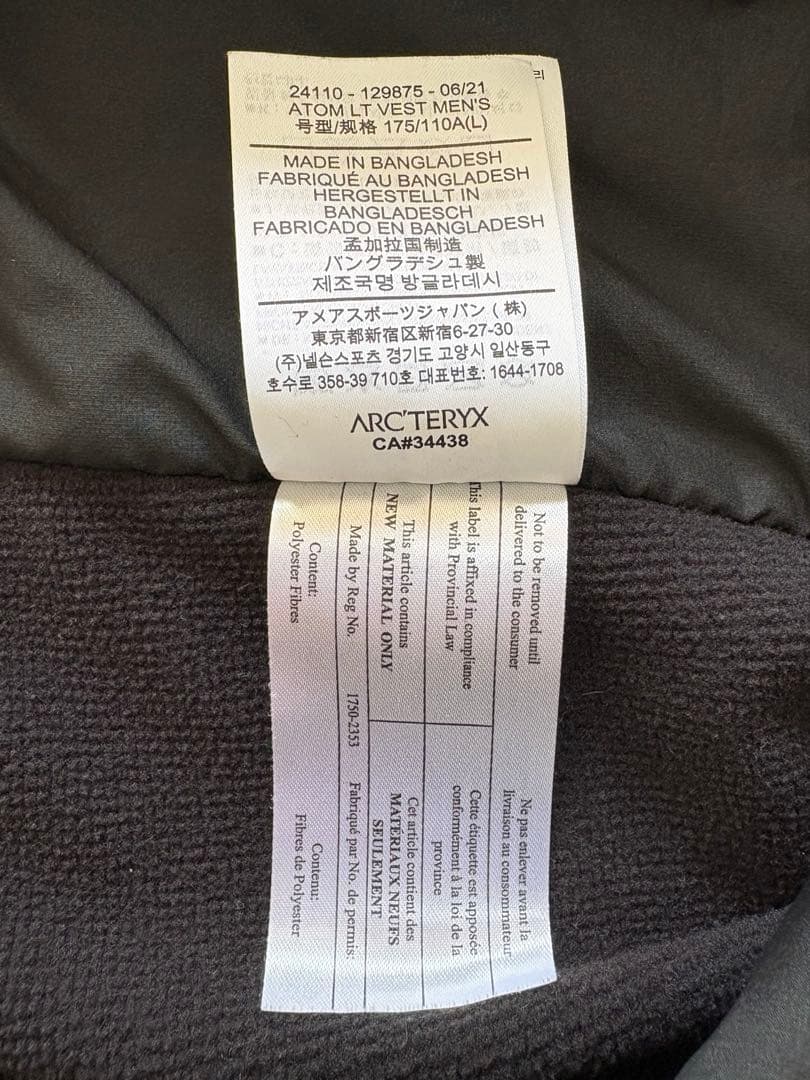 24110 - 129875 - 06/21
ATOM LT VEST MEN'S
号型/规格 175/110A(L)
MADE IN BANGLADESH
FABRIQUÉ AU BANGLADESH
HERGESTELLT IN
BANGLADESCH
FABRICADO EN BANGLADESH
孟加拉国制造
バングラデシュ製
제조국명 방글라데시
アメアスポーツジャパン (株)
東京都新宿区新宿6-27-30
(주)넬슨스포츠 경기도 고양시 일산동구
호수로 358-39 710호 대표번호: 1644-1708
ARC'TERYX
CA#34438
Not to be removed until
delivered to the consumer
Ne pas enlever avant la
livraison au consommateur
This label is affixed in compliance
with Provincial Law
Cette étiquette est apposée
conformément à la loi de la
province
This article contains
NEW MATERIAL ONLY
Cet article contient des
MATERIAUX NEUFS
SEULEMENT
Made by Reg No. 1750-2353 Fabriqué par No. de permis:
Content:
Polyester Fibres
Contenu:
Fibres de Polyester